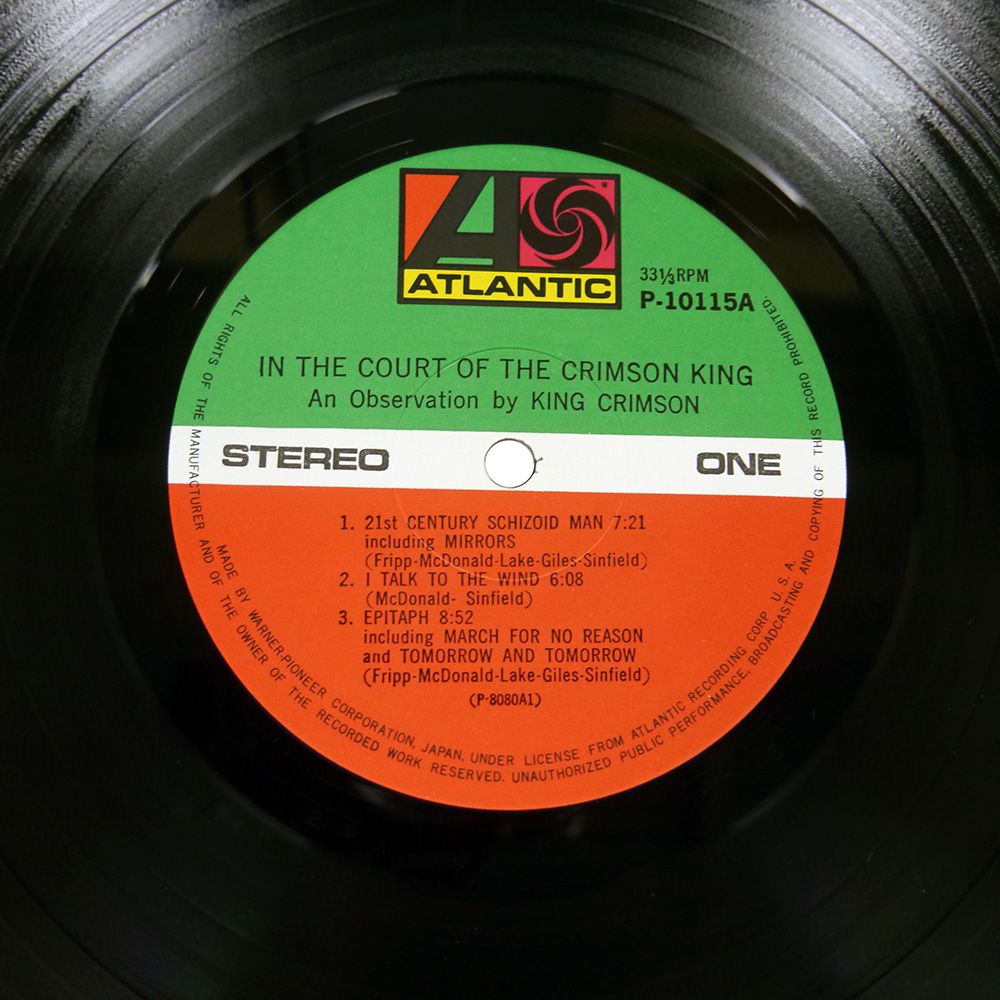 ATLANTIC
33⅓RPM
P-10115A
IN THE COURT OF THE CRIMSON KING
An Observation by KING CRIMSON
STEREO
ONE
1. 21st CENTURY SCHIZOID MAN 7:21
including MIRRORS
(Fripp-McDonald-Lake-Giles-Sinfield)
2. I TALK TO THE WIND 6:08
(McDonald- Sinfield)
3. EPITAPH 8:52
including MARCH FOR NO REASON
and TOMORROW AND TOMORROW
(Fripp-McDonald-Lake-Giles-Sinfield)
(P-8080A1)
MADE BY WARNER-PIONEER CORPORATION, JAPAN, UNDER LICENSE FROM ATLANTIC RECORDING CORP. U.S.A.
ALL RIGHTS OF THE MANUFACTURER AND OF THE OWNER OF THE RECORDED WORK RESERVED. UNAUTHORIZED PUBLIC PERFORMANCE, BROADCASTING AND COPYING OF THIS RECORD PROHIBITED.